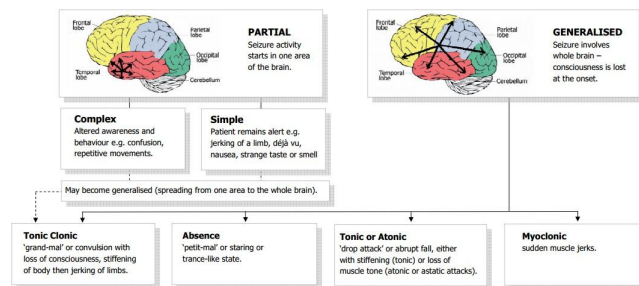 Frontal
lobe
Parietal
lobe
Occipital
lobe
Temporal
lobe
Cerebellum
PARTIAL
Seizure activity
starts in one area
of the brain.
Frontal
lobe
Parietal
lobe
Occipital
lobe
Temporal
lobe
Cerebellum
GENERALISED
Seizure involves
whole brain –
consciousness is lost
at the onset.
Complex
Altered awareness and
behaviour e.g. confusion,
repetitive movements.
Simple
Patient remains alert e.g.
jerking of a limb, déjà vu,
nausea, strange taste or smell
May become generalised (spreading from one area to the whole brain).
Tonic Clonic
'grand-mal' or convulsion with
loss of consciousness, stiffening
of body then jerking of limbs.
Absence
'petit-mal' or staring or
trance-like state.
Tonic or Atonic
'drop attack' or abrupt fall, either
with stiffening (tonic) or loss of
muscle tone (atonic or astatic attacks).
Myoclonic
sudden muscle jerks.